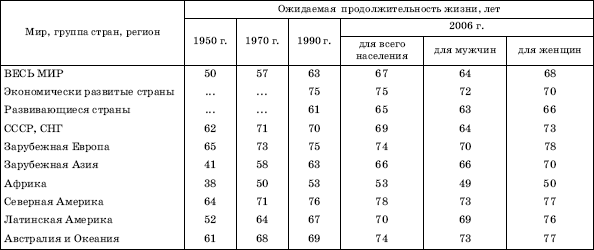 Мир, группа стран, регион
Ожидаемая продолжительность жизни, лет
1950 г. 1970 г. 1990 г. 2006 г.
для всего населения для мужчин для женщин
ВЕСЬ МИР 50 57 63 67 64 68
Экономически развитые страны ... ... 75 75 72 70
Развивающиеся страны ... ... 61 65 63 66
СССР, СНГ 62 71 70 69 64 73
Зарубежная Европа 65 73 75 74 70 78
Зарубежная Азия 41 58 63 66 66 70
Африка 38 50 53 53 49 50
Северная Америка 64 71 76 78 73 77
Латинская Америка 52 64 67 70 69 76
Австралия и Океания 61 68 69 74 73 77